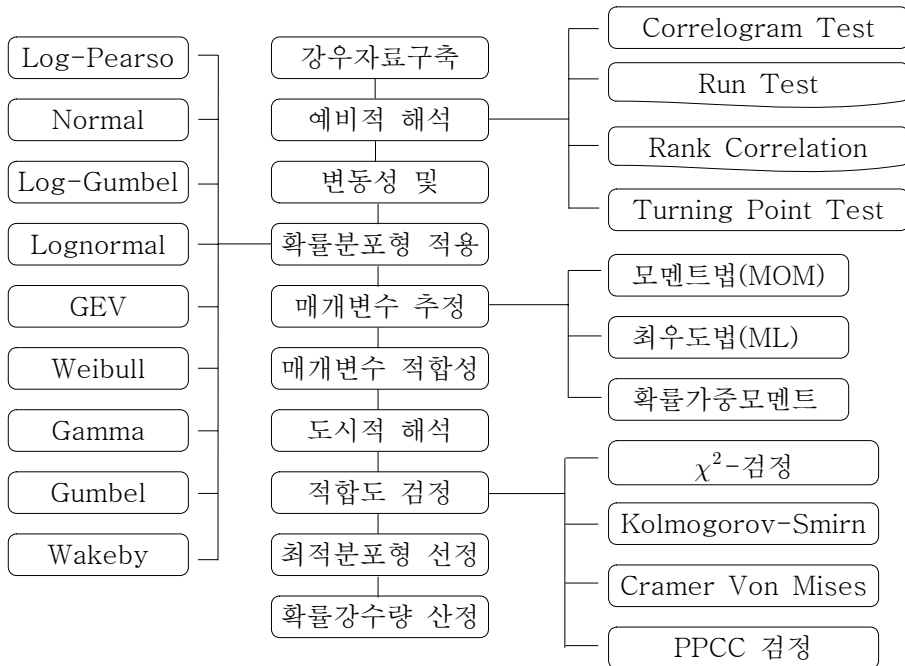 Log-Pearso
Normal
Log-Gumbel
Lognormal
GEV
Weibull
Gamma
Gumbel
Wakeby
강우자료구축
예비적 해석
변동성 및
확률분포형 적용
매개변수 추정
매개변수 적합성
도시적 해석
적합도 검정
최적분포형 선정
확률강수량 산정
Correlogram Test
Run Test
Rank Correlation
Turning Point Test
모멘트법(MOM)
최우도법(ML)
확률가중모멘트
χ²-검정
Kolmogorov-Smirn
Cramer Von Mises
PPCC 검정